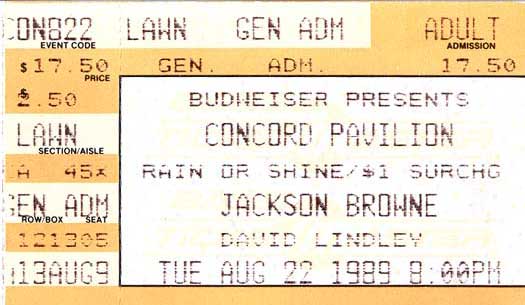 CON822 LAWN GEN ADM ADULT
EVENT CODE ADMISSION
$17.50 GEN. ADM. 17.50
PRICE
$2.50 BUDWEISER PRESENTS
LAWN CONCORD PAVILION
SECTION/AISLE
A 45X RAIN OR SHINE/$1 SURCHG
GEN ADM JACKSON BROWNE
ROW/BOX SEAT
121305 DAVID LINDLEY
013AUG9 TUE AUG 22 1989 8:00PM